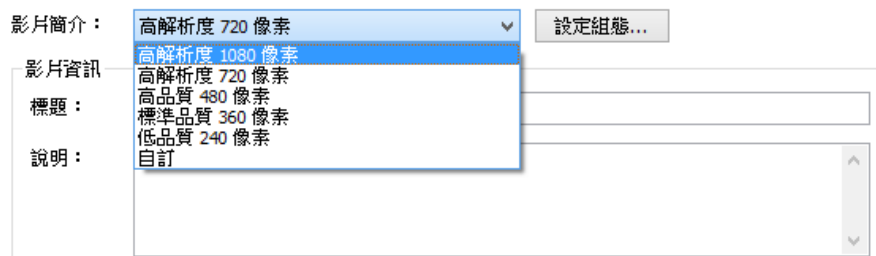 影片簡介： 高解析度 720 像素 設定組態...
高解析度 1080 像素
影片資訊
高解析度 720 像素
高品質 480 像素
標題：
標準品質 360 像素
低品質 240 像素
說明：
自訂